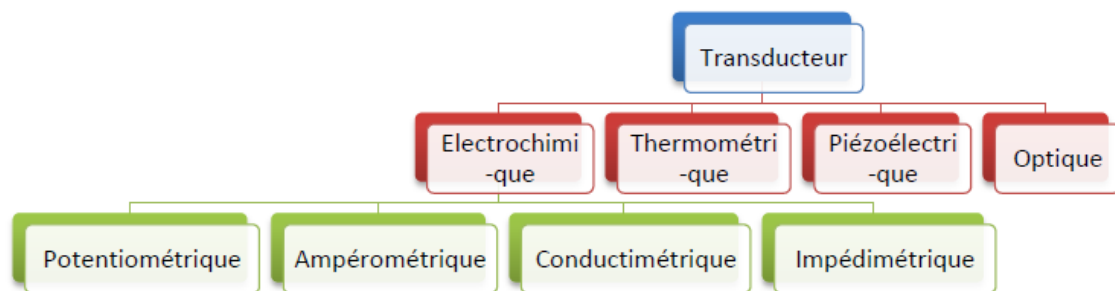 Transducteur
Electrochimi
-que
Thermométri
-que
Piézoélectri
-que
Optique
Potentiométrique
Ampérométrique
Conductimétrique
Impédimétrique